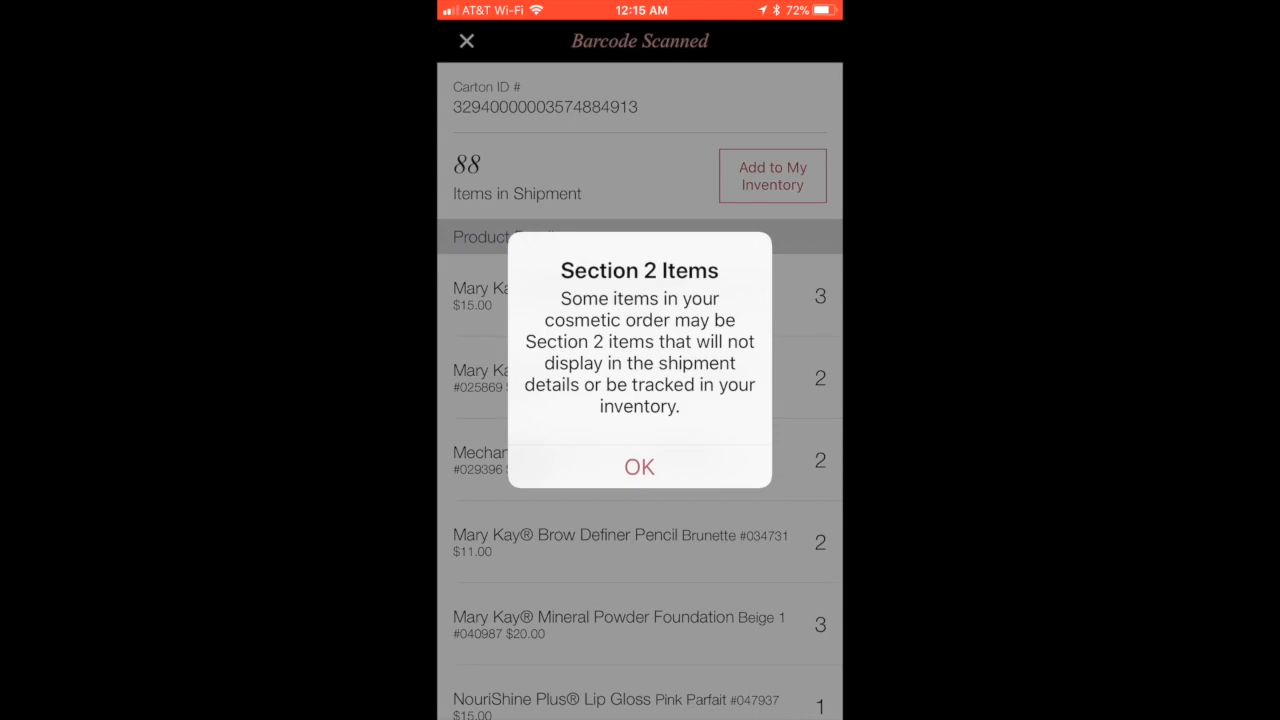 AT&T Wi-Fi 12:15 AM 72%
Barcode Scanned
Carton ID #
32940000003574884913
88
Items in Shipment
Add to My
Inventory
Product
Section 2 Items
Some items in your
cosmetic order may be
Section 2 items that will not
display in the shipment
details or be tracked in your
inventory.
OK
Mary Ka
$15.00
3
Mary Ka
#025869
2
Mechan
#029396
2
Mary Kay® Brow Definer Pencil Brunette #034731
$11.00
2
Mary Kay® Mineral Powder Foundation Beige 1
#040987 $20.00
3
NouriShine Plus® Lip Gloss Pink Parfait #047937
$15.00
1